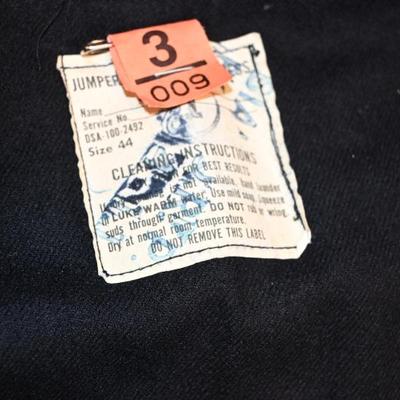 3
009
JUMPER
Name
Service No
DSA-100-2492
Size 44
CLEANING INSTRUCTIONS
FOR BEST RESULTS
is not available, hand launder
in LUKE WARM water. Use mild soap. Squeeze
suds through garment. DO NOT rub or wring.
Dry at normal room temperature.
DO NOT REMOVE THIS LABEL